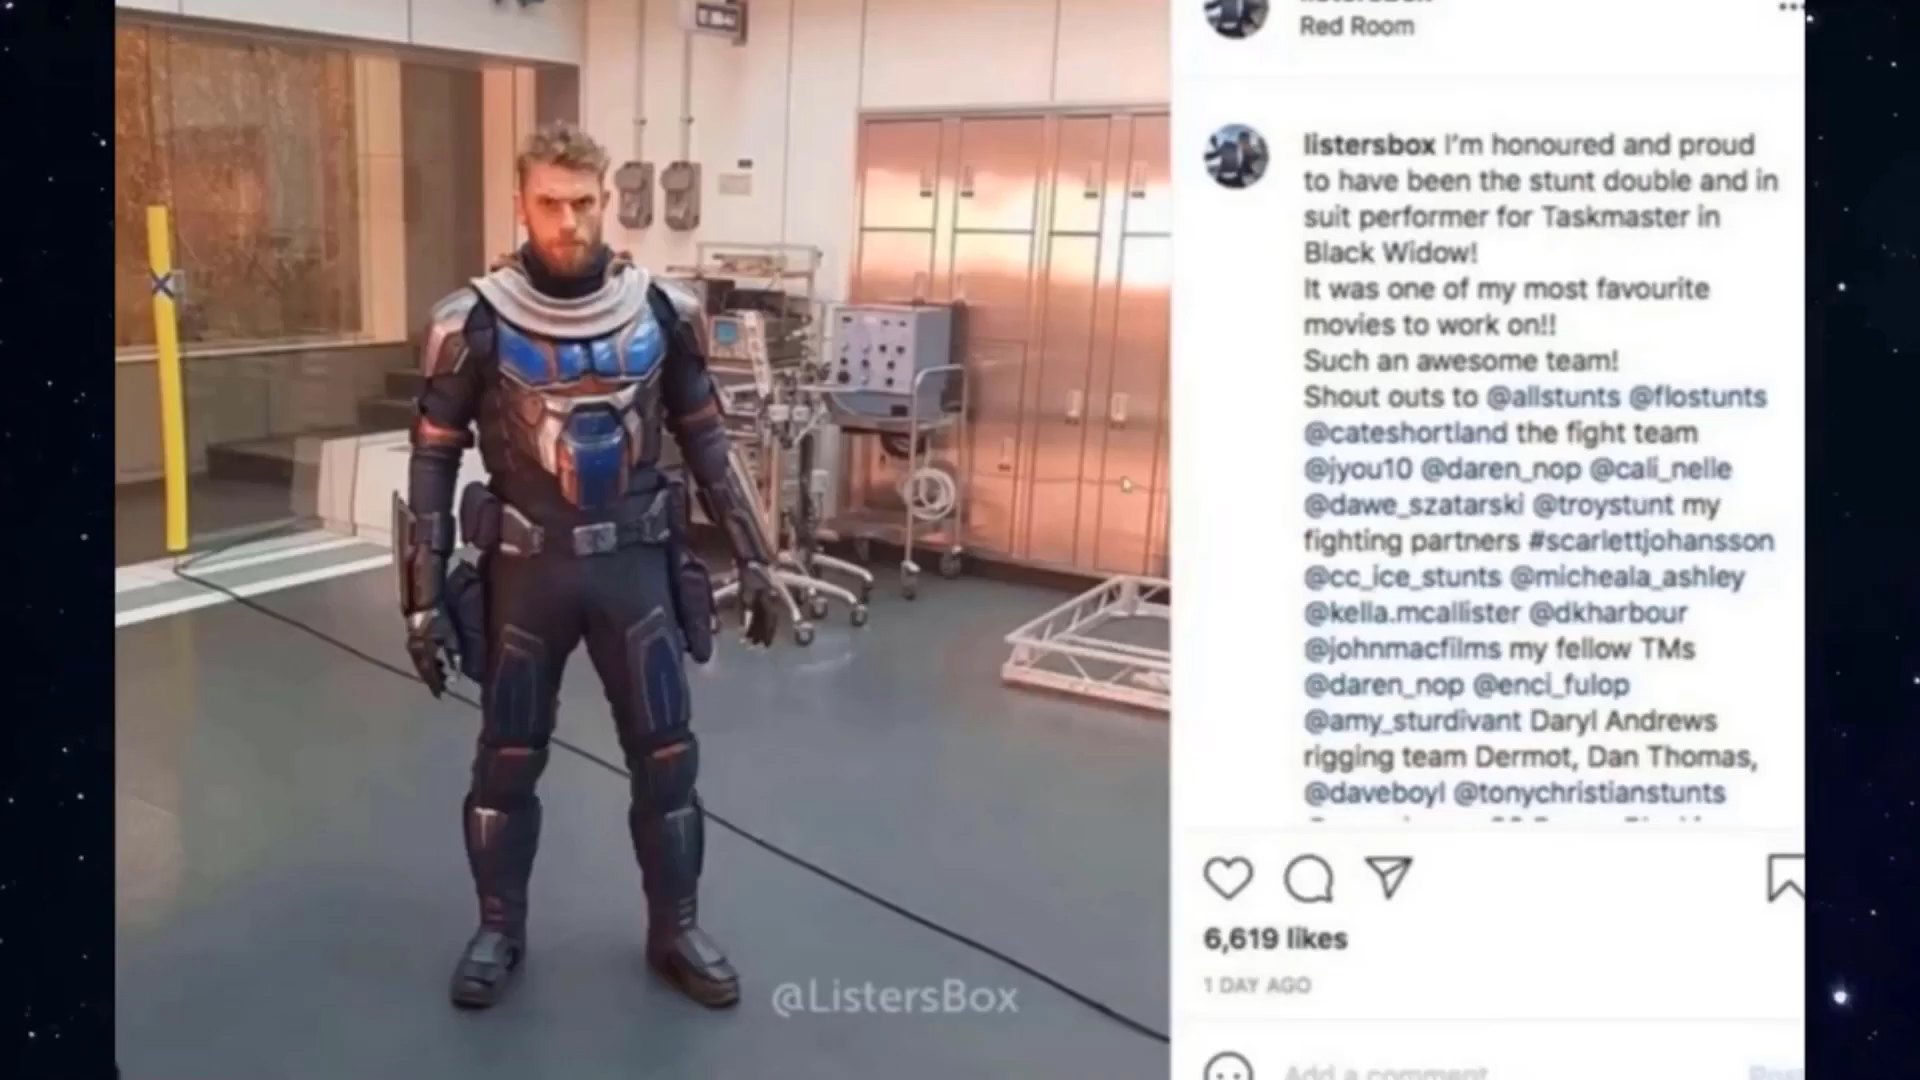 Red Room
listersbox I'm honoured and proud
to have been the stunt double and in
suit performer for Taskmaster in
Black Widow!
It was one of my most favourite
movies to work on!!
Such an awesome team!
Shout outs to @allstunts @flostunts
@cateshortland the fight team
@jyou10 @daren_nop @cali_nelle
@dawe_szatarski @troystunt my
fighting partners #scarlettjohansson
@cc_ice_stunts @micheala_ashley
@kella.mcallister @dkharbour
@johnmacfilms my fellow TMs
@daren_nop @enci_fulop
@amy_sturdivant Daryl Andrews
rigging team Dermot, Dan Thomas,
@daveboyl @tonychristianstunts
6,619 likes
1 DAY AGO
Add a comment
@ListersBox